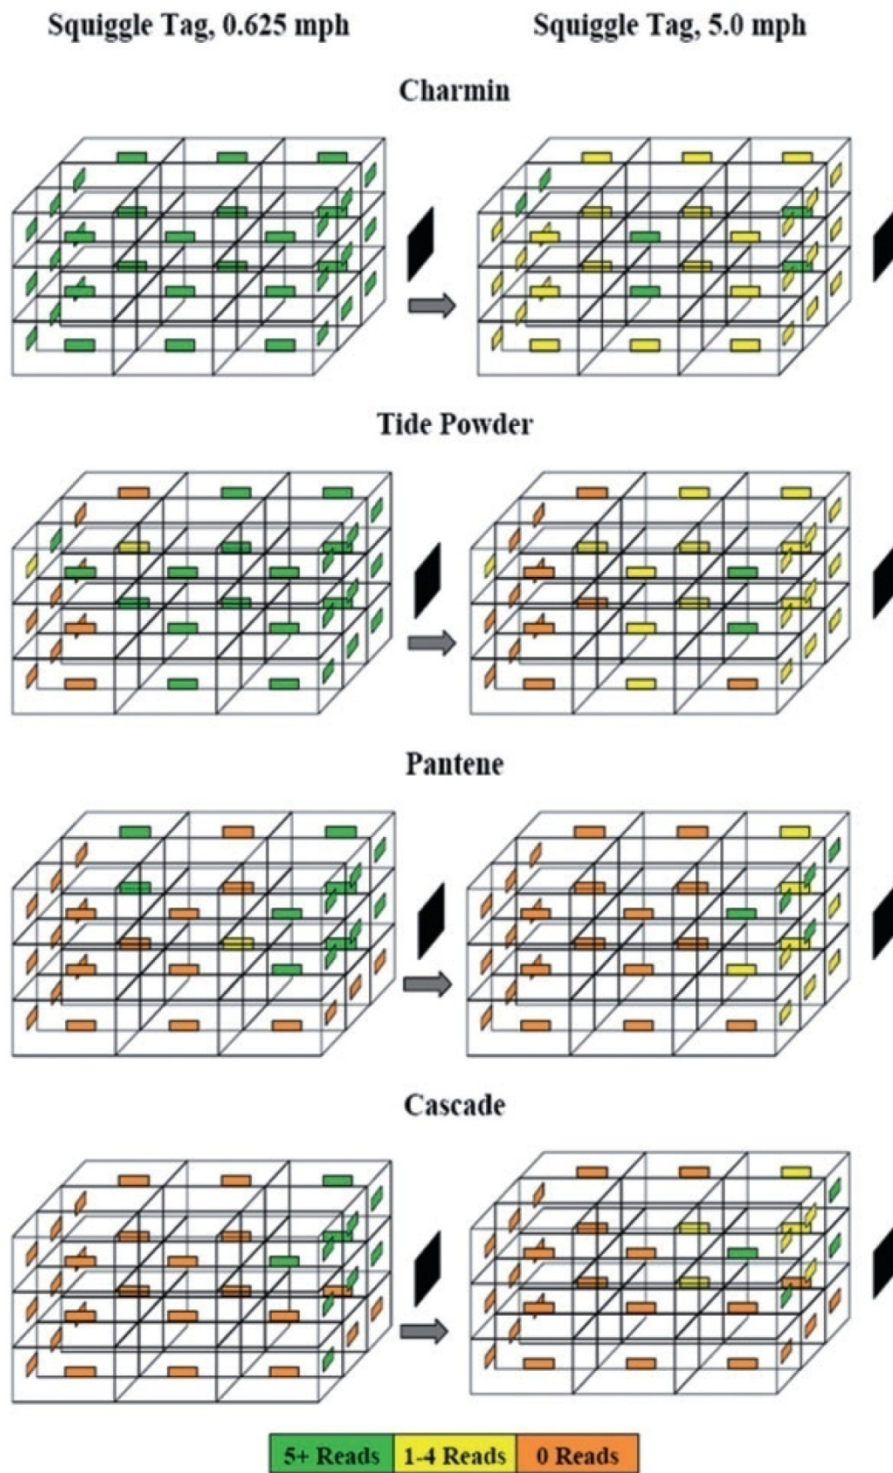 Squiggle Tag, 0.625 mph
Squiggle Tag, 5.0 mph
Charmin
Tide Powder
Pantene
Cascade
5+ Reads
1-4 Reads
0 Reads